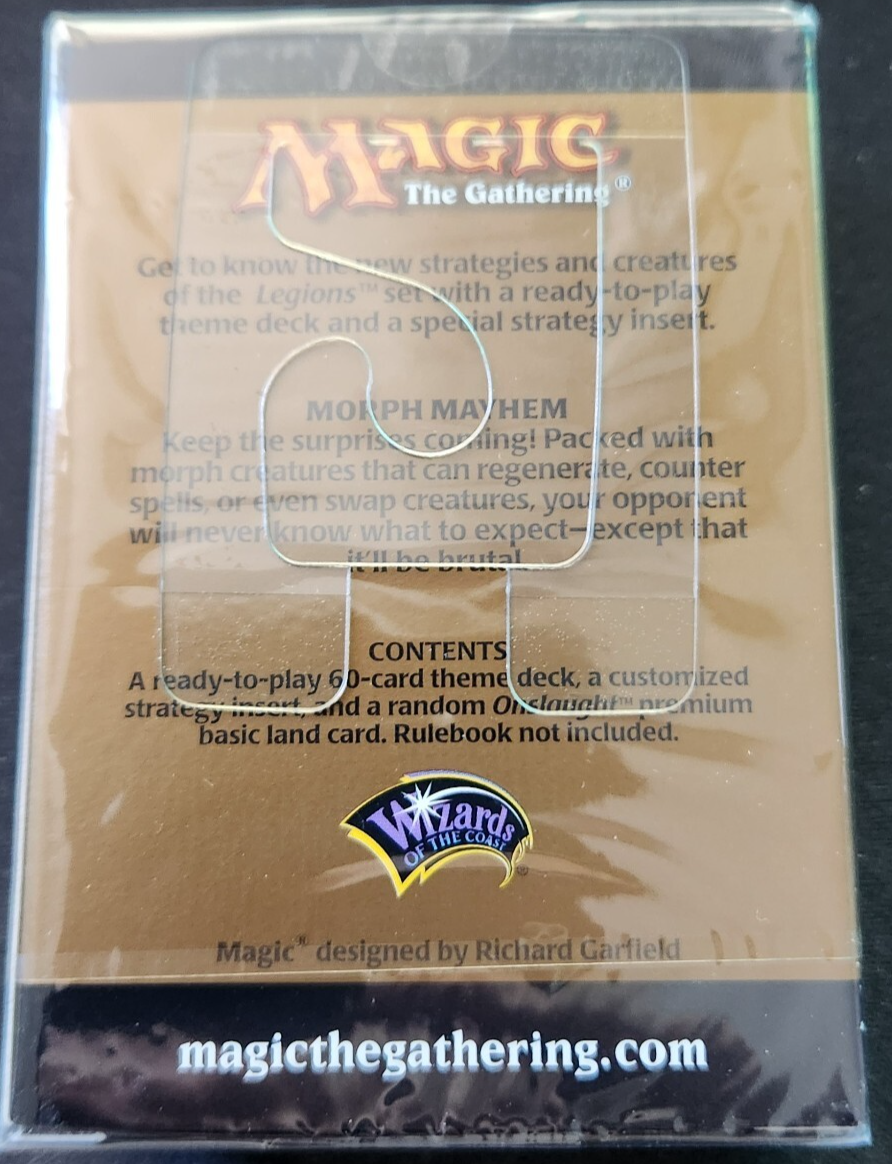 MAGIC
The Gathering®
Get to know the new strategies and creatures
of the Legions™ set with a ready-to-play
theme deck and a special strategy insert.
MORPH MAYHEM
Keep the surprises coming! Packed with
morph creatures that can regenerate, counter
spells, or even swap creatures, your opponent
will never know what to expect—except that
it'll be brutal.
CONTENTS
A ready-to-play 60-card theme deck, a customized
strategy insert, and a random Onslaught™ premium
basic land card. Rulebook not included.
Wizards
OF THE COAST®
Magic® designed by Richard Garfield
magicthegathering.com